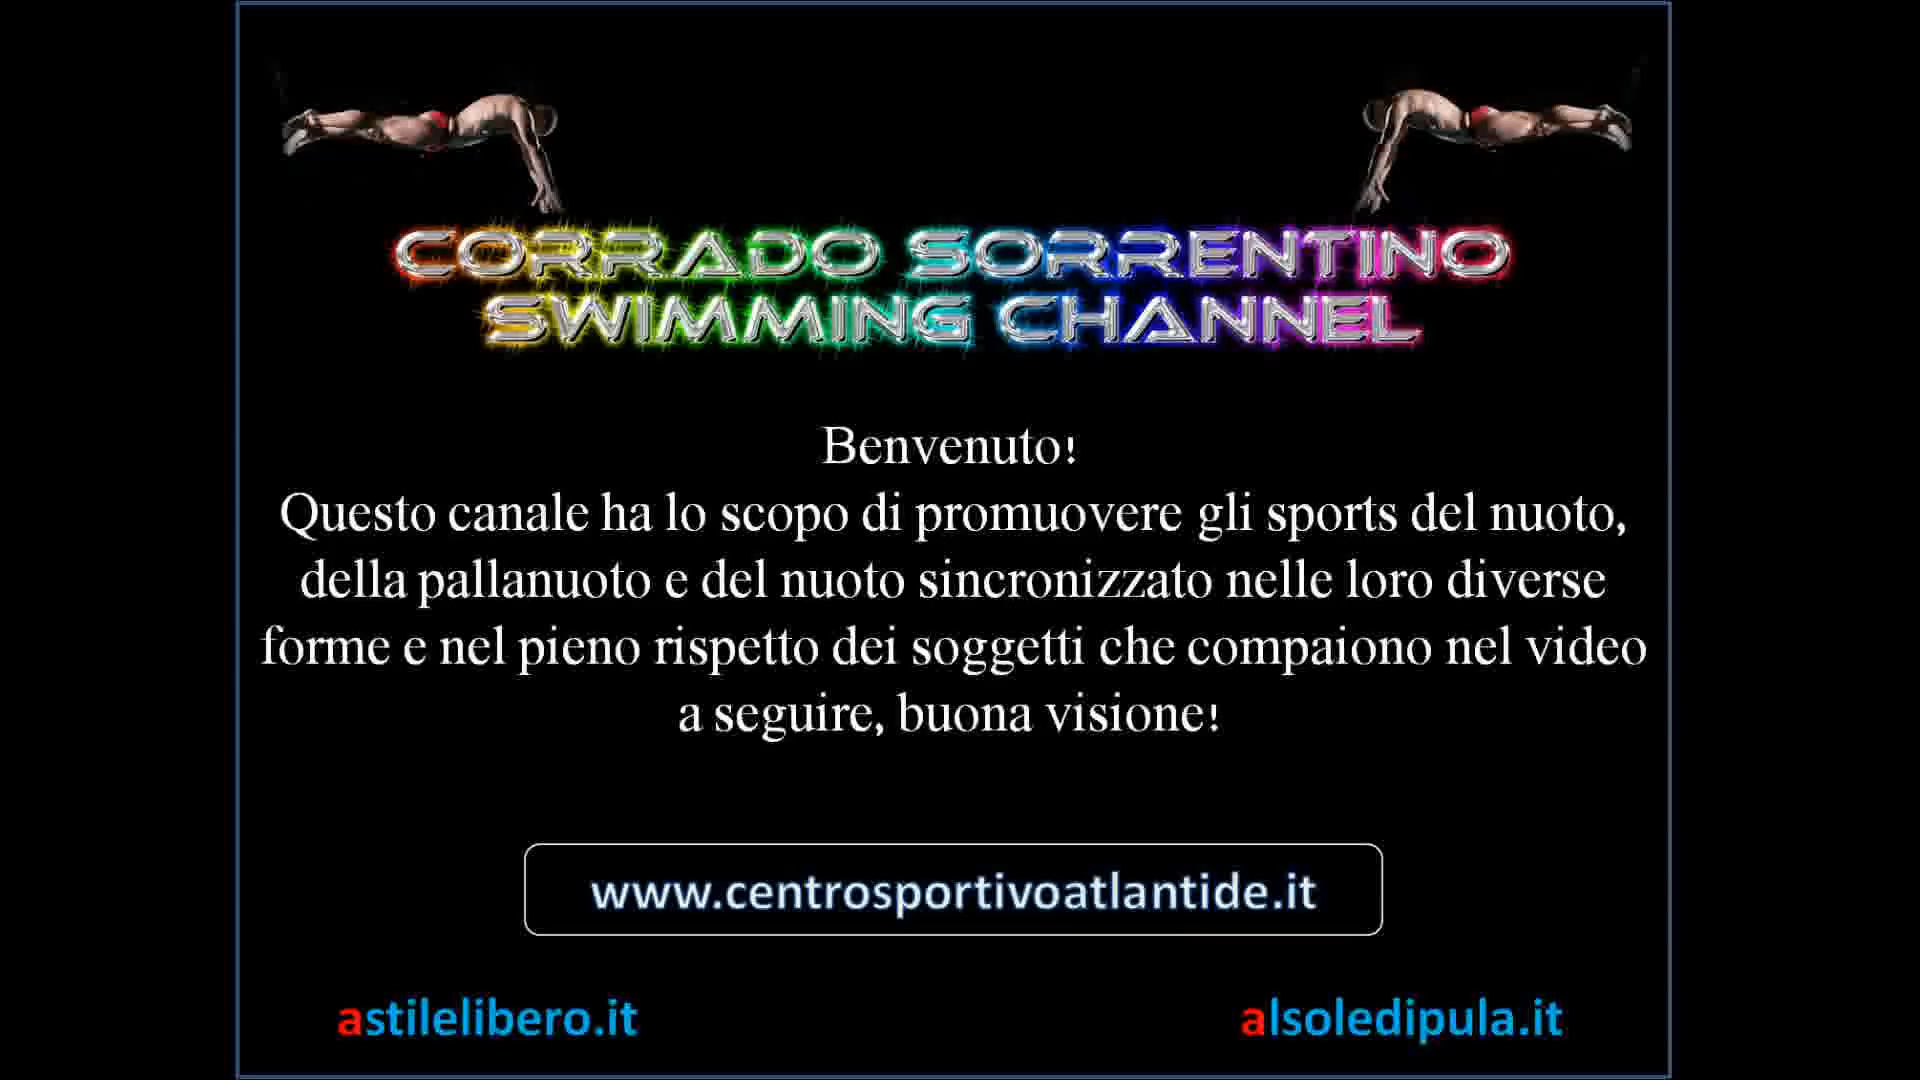 CORRADO SORRENTINO
SWIMMING CHANNEL
Benvenuto!
Questo canale ha lo scopo di promuovere gli sports del nuoto,
della pallanuoto e del nuoto sincronizzato nelle loro diverse
forme e nel pieno rispetto dei soggetti che compaiono nel video
a seguire, buona visione!
www.centrosportivoatlantide.it
astilelibero.it
alsoledipula.it